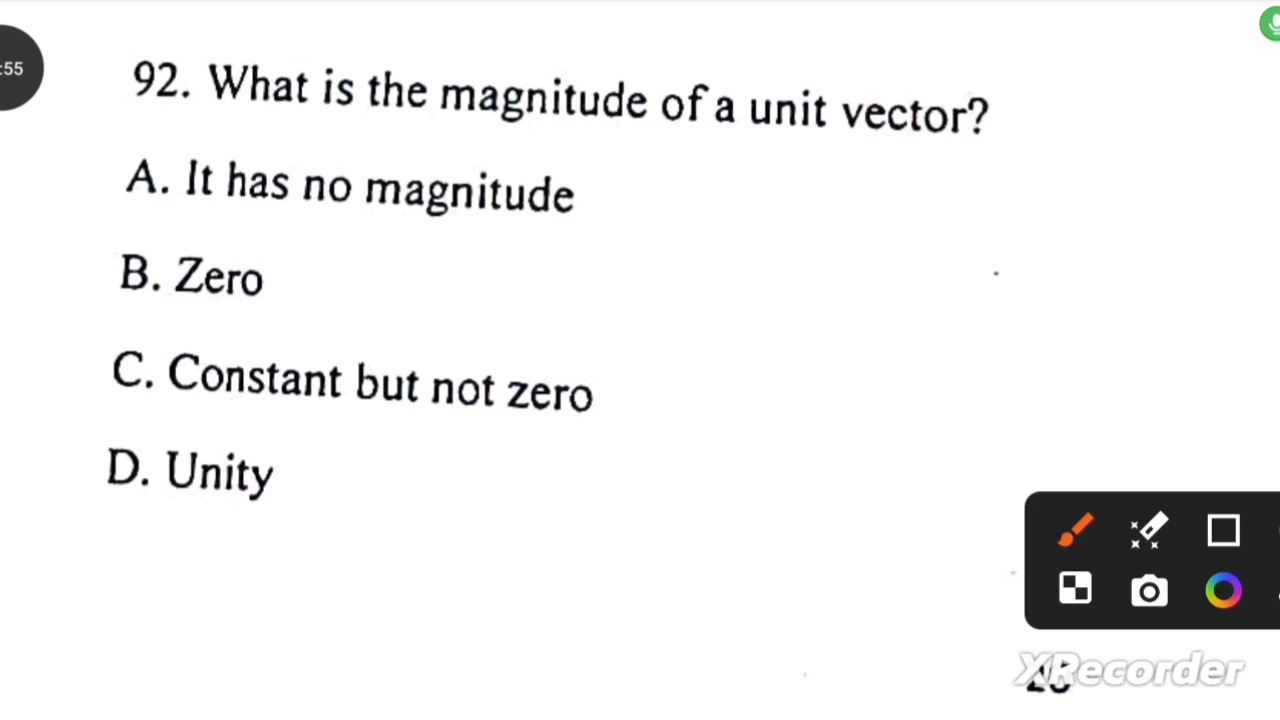 :55
92. What is the magnitude of a unit vector?
A. It has no magnitude
B. Zero
C. Constant but not zero
D. Unity
XRecorder